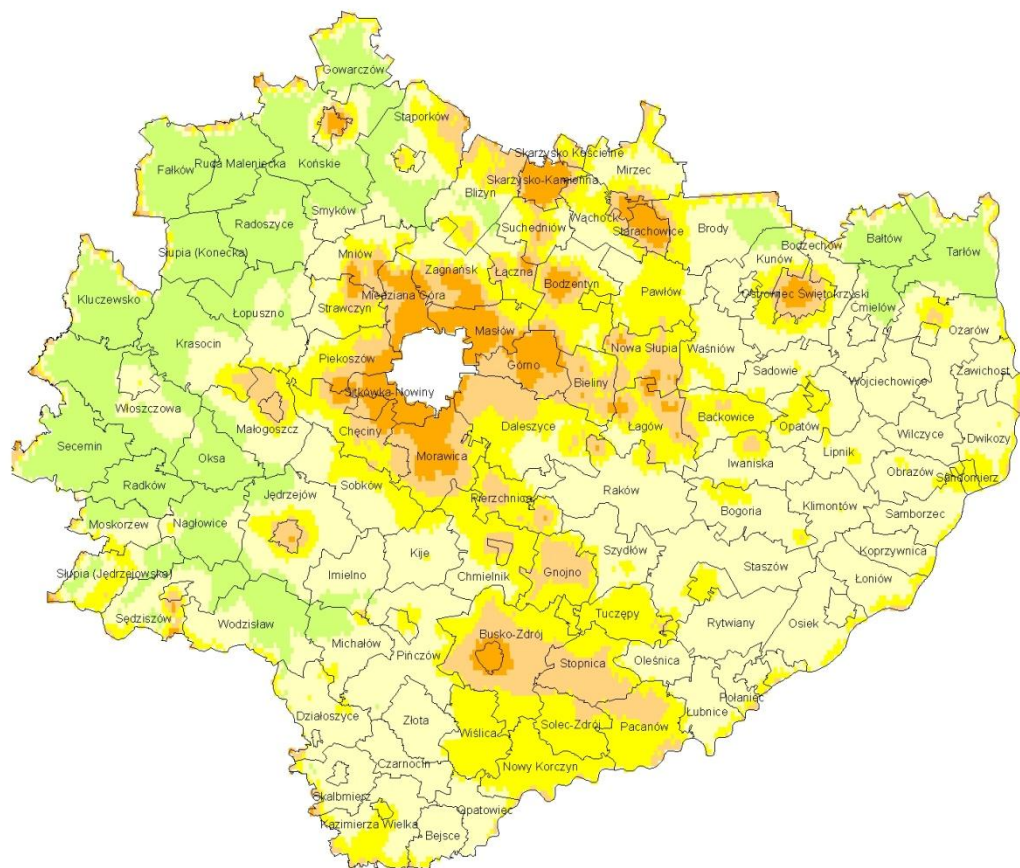 Gowarczów
Stąporków
Skarżysko Kościelne
Końskie
Ruda Maleniecka
Fałków
Skarżysko-Kamienna
Mirzec
Bliżyn
Smyków
Radoszyce
Wąchock
Suchedniów
Starachowice
Brody
Słupia (Konecka)
Mniów
Bodzechów
Kunów
Bałtów
Tarłów
Zagnańsk
Łączna
Bodzentyn
Pawłów
Miedziana Góra
Ostrowiec Świętokrzyski
Kluczewsko
Strawczyn
Łopuszno
Ćmielów
Masłów
Ożarów
Krasocin
Piekoszów
Górno
Nowa Słupia
Waśniów
Bieliny
Sadowie
Wojciechowice
Zawichost
Włoszczowa
Sitkówka-Nowiny
Małogoszcz
Chęciny
Daleszyce
Łagów
Baćkowice
Opatów
Wilczyce
Dwikozy
Secemin
Oksa
Morawica
Iwaniska
Lipnik
Obrazów
Sandomierz
Radków
Jędrzejów
Sobków
Pierzchnica
Raków
Bogoria
Klimontów
Samborzec
Moskorzew
Nagłowice
Kije
Szydłów
Koprzywnica
Słupia (Jędrzejowska)
Imielno
Chmielnik
Gnojno
Staszów
Łoniów
Sędziszów
Wodzisław
Tuczępy
Rytwiany
Osiek
Michałów
Pińczów
Busko-Zdrój
Stopnica
Oleśnica
Połaniec
Łubnice
Działoszyce
Złota
Wiślica
Solec-Zdrój
Pacanów
Czarnocin
Nowy Korczyn
Skalbmierz
Opatowiec
Kazimierza Wielka
Bejsce